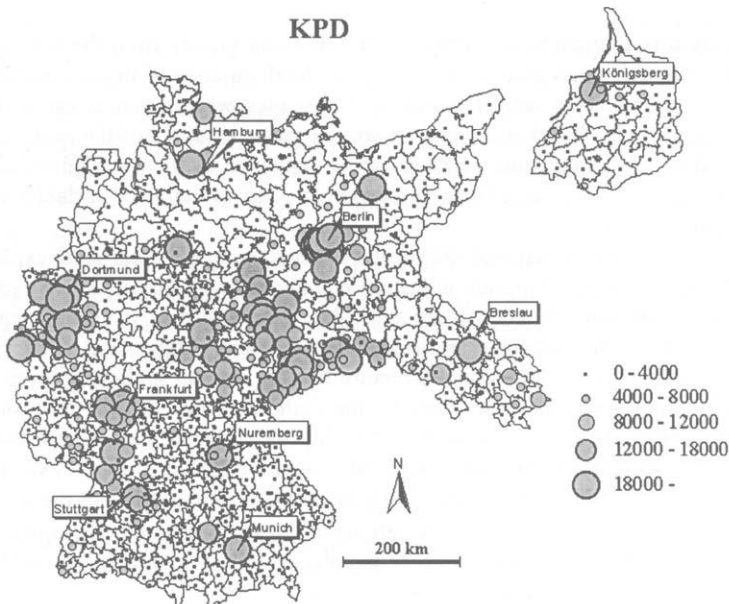 KPD
Königsberg
Hamburg
Berlin
Dortmund
Breslau
Frankfurt
Nuremberg
Stuttgart
Munich
0 - 4000
4000 - 8000
8000 - 12000
12000 - 18000
18000 -
N
200 km